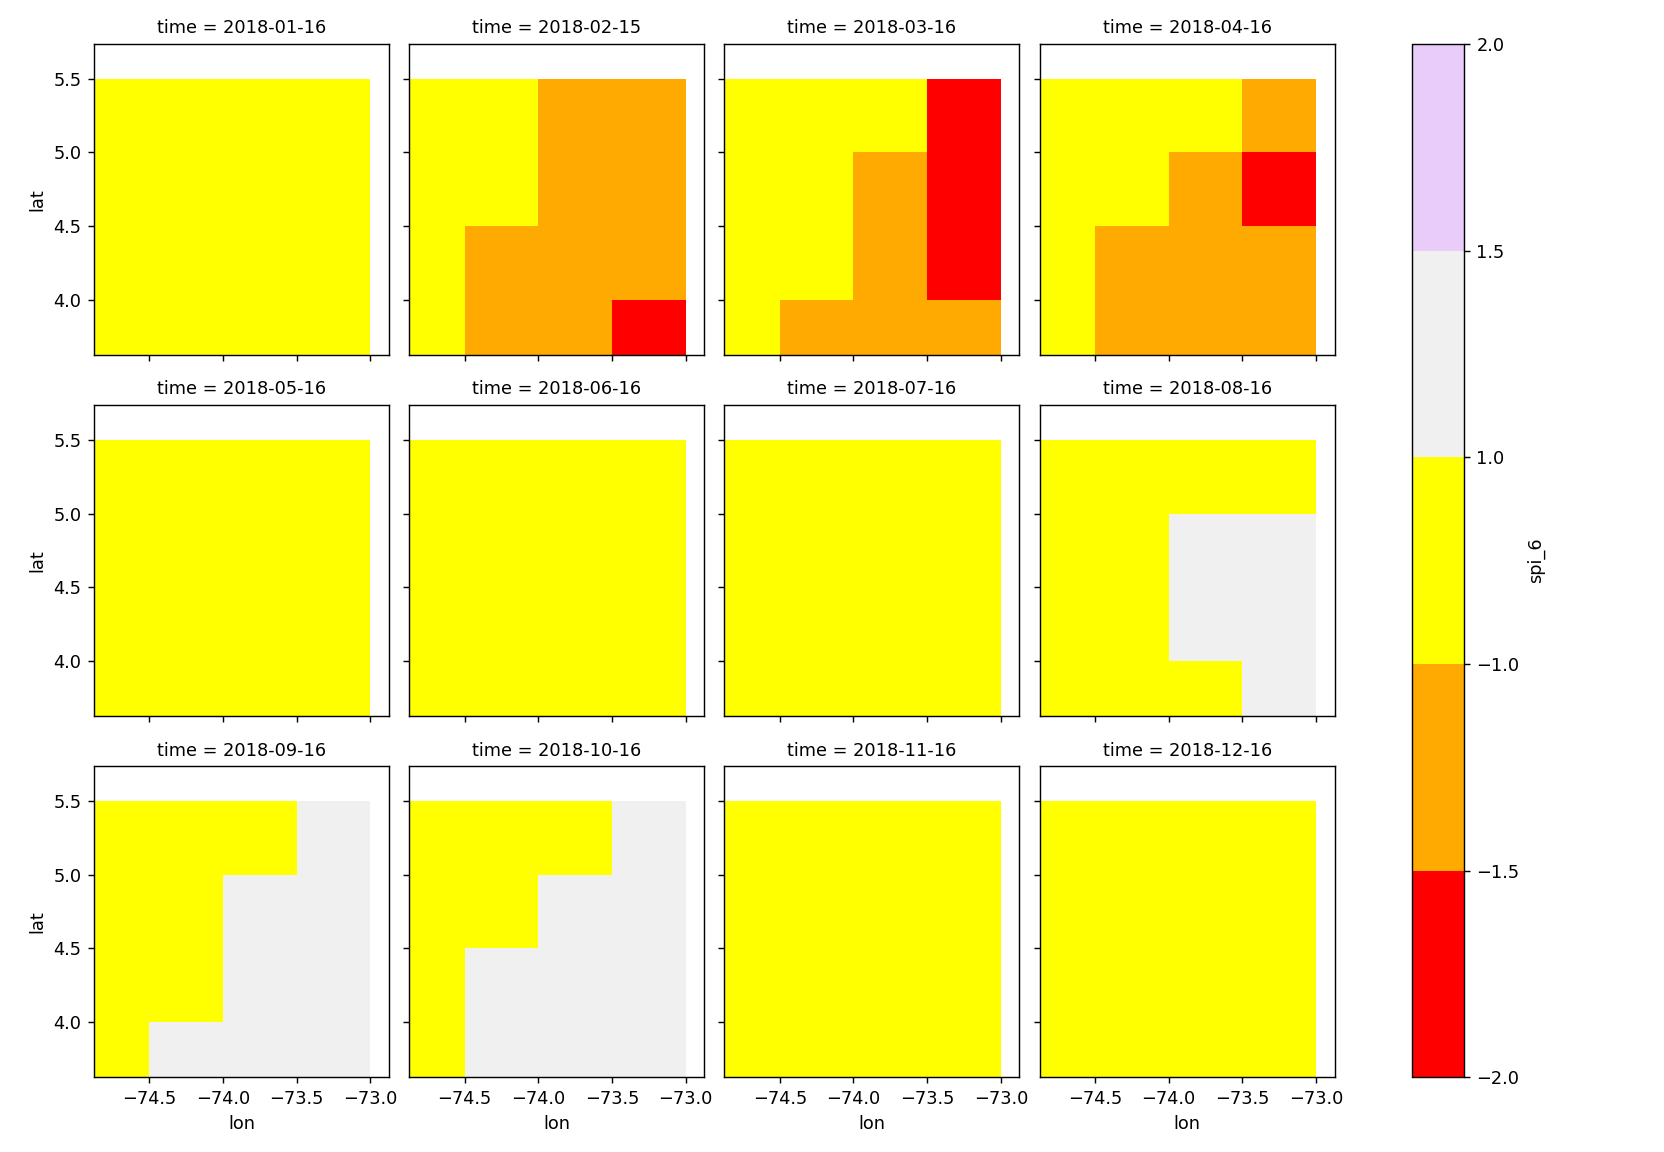 time = 2018-01-16
time = 2018-02-15
time = 2018-03-16
time = 2018-04-16
5.5
5.0
4.5
4.0
lat
time = 2018-05-16
time = 2018-06-16
time = 2018-07-16
time = 2018-08-16
5.5
5.0
4.5
4.0
lat
time = 2018-09-16
time = 2018-10-16
time = 2018-11-16
time = 2018-12-16
5.5
5.0
4.5
4.0
lat
−74.5 −74.0 −73.5 −73.0
lon
−74.5 −74.0 −73.5 −73.0
lon
−74.5 −74.0 −73.5 −73.0
lon
−74.5 −74.0 −73.5 −73.0
lon
2.0
1.5
1.0
−1.0
−1.5
−2.0
spi_6